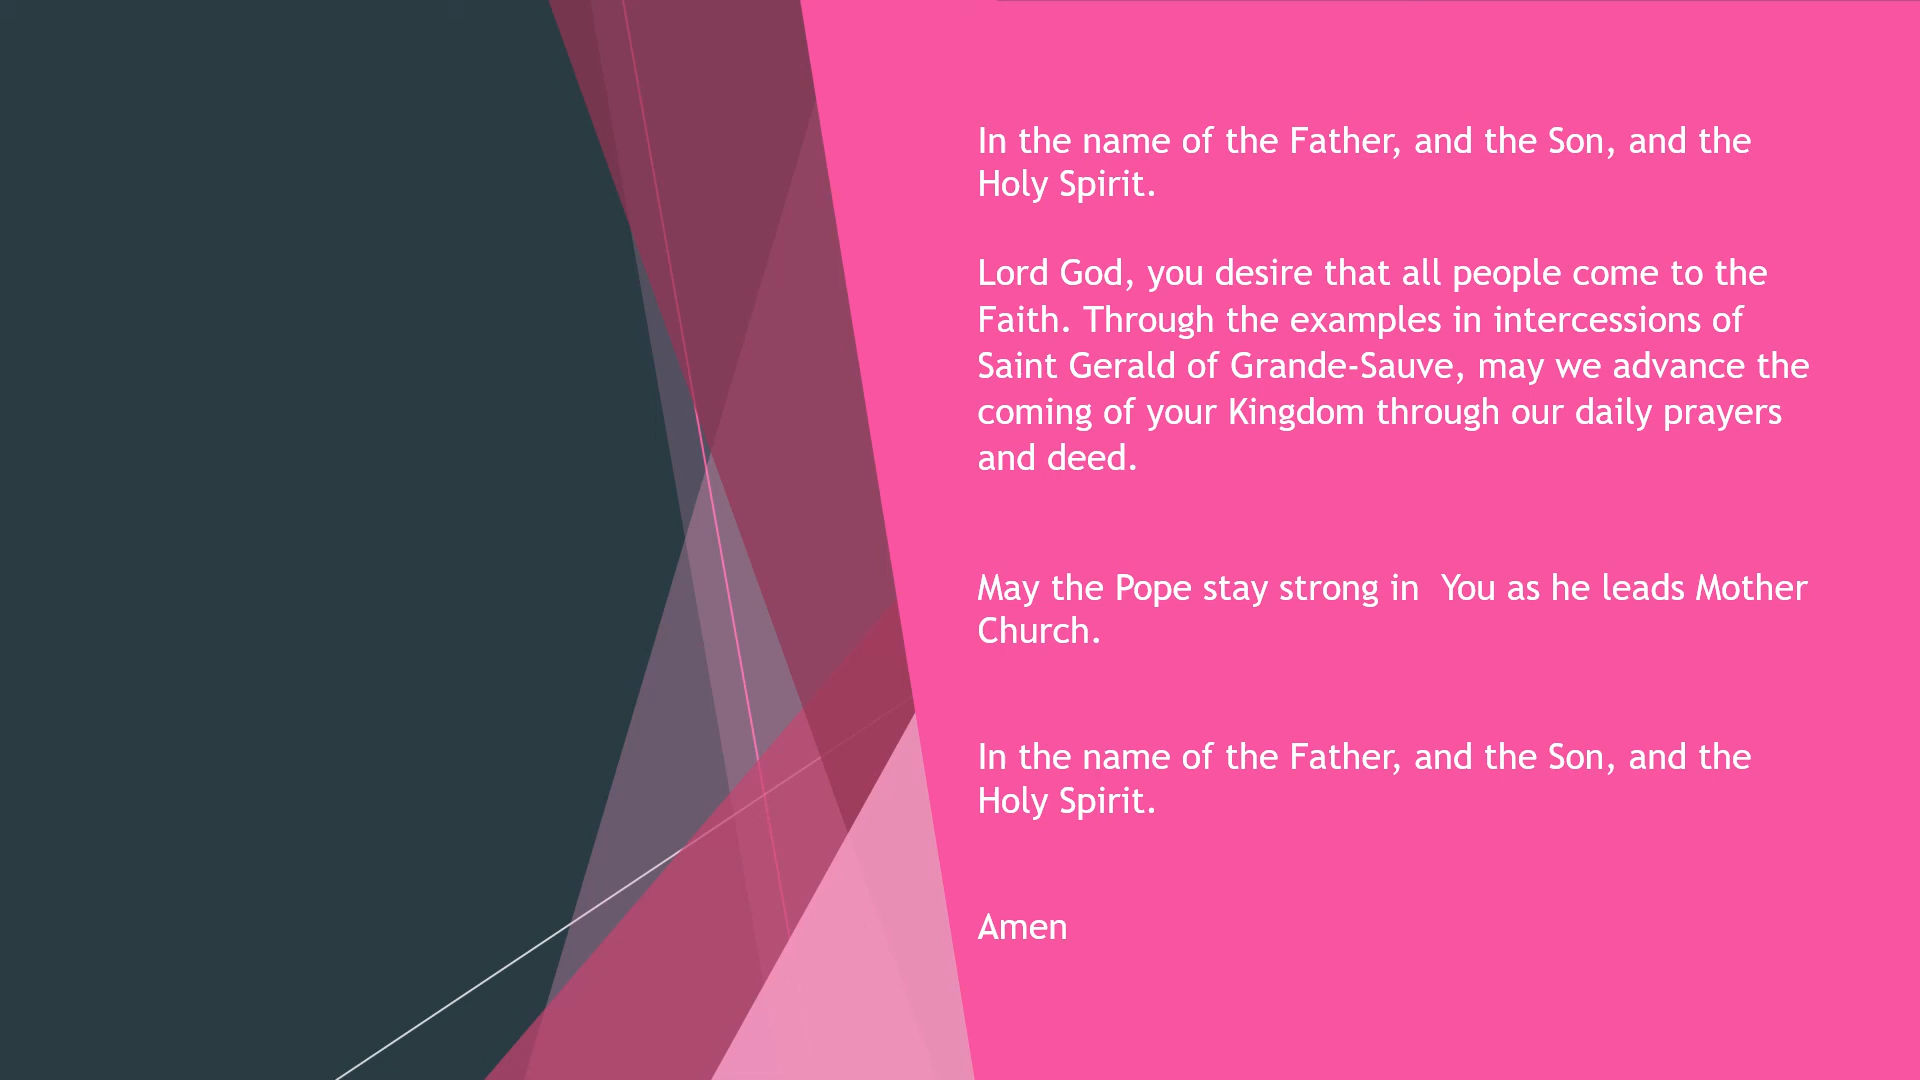 In the name of the Father, and the Son, and the
Holy Spirit.
Lord God, you desire that all people come to the
Faith. Through the examples in intercessions of
Saint Gerald of Grande-Sauve, may we advance the
coming of your Kingdom through our daily prayers
and deed.
May the Pope stay strong in  You as he leads Mother
Church.
In the name of the Father, and the Son, and the
Holy Spirit.
Amen